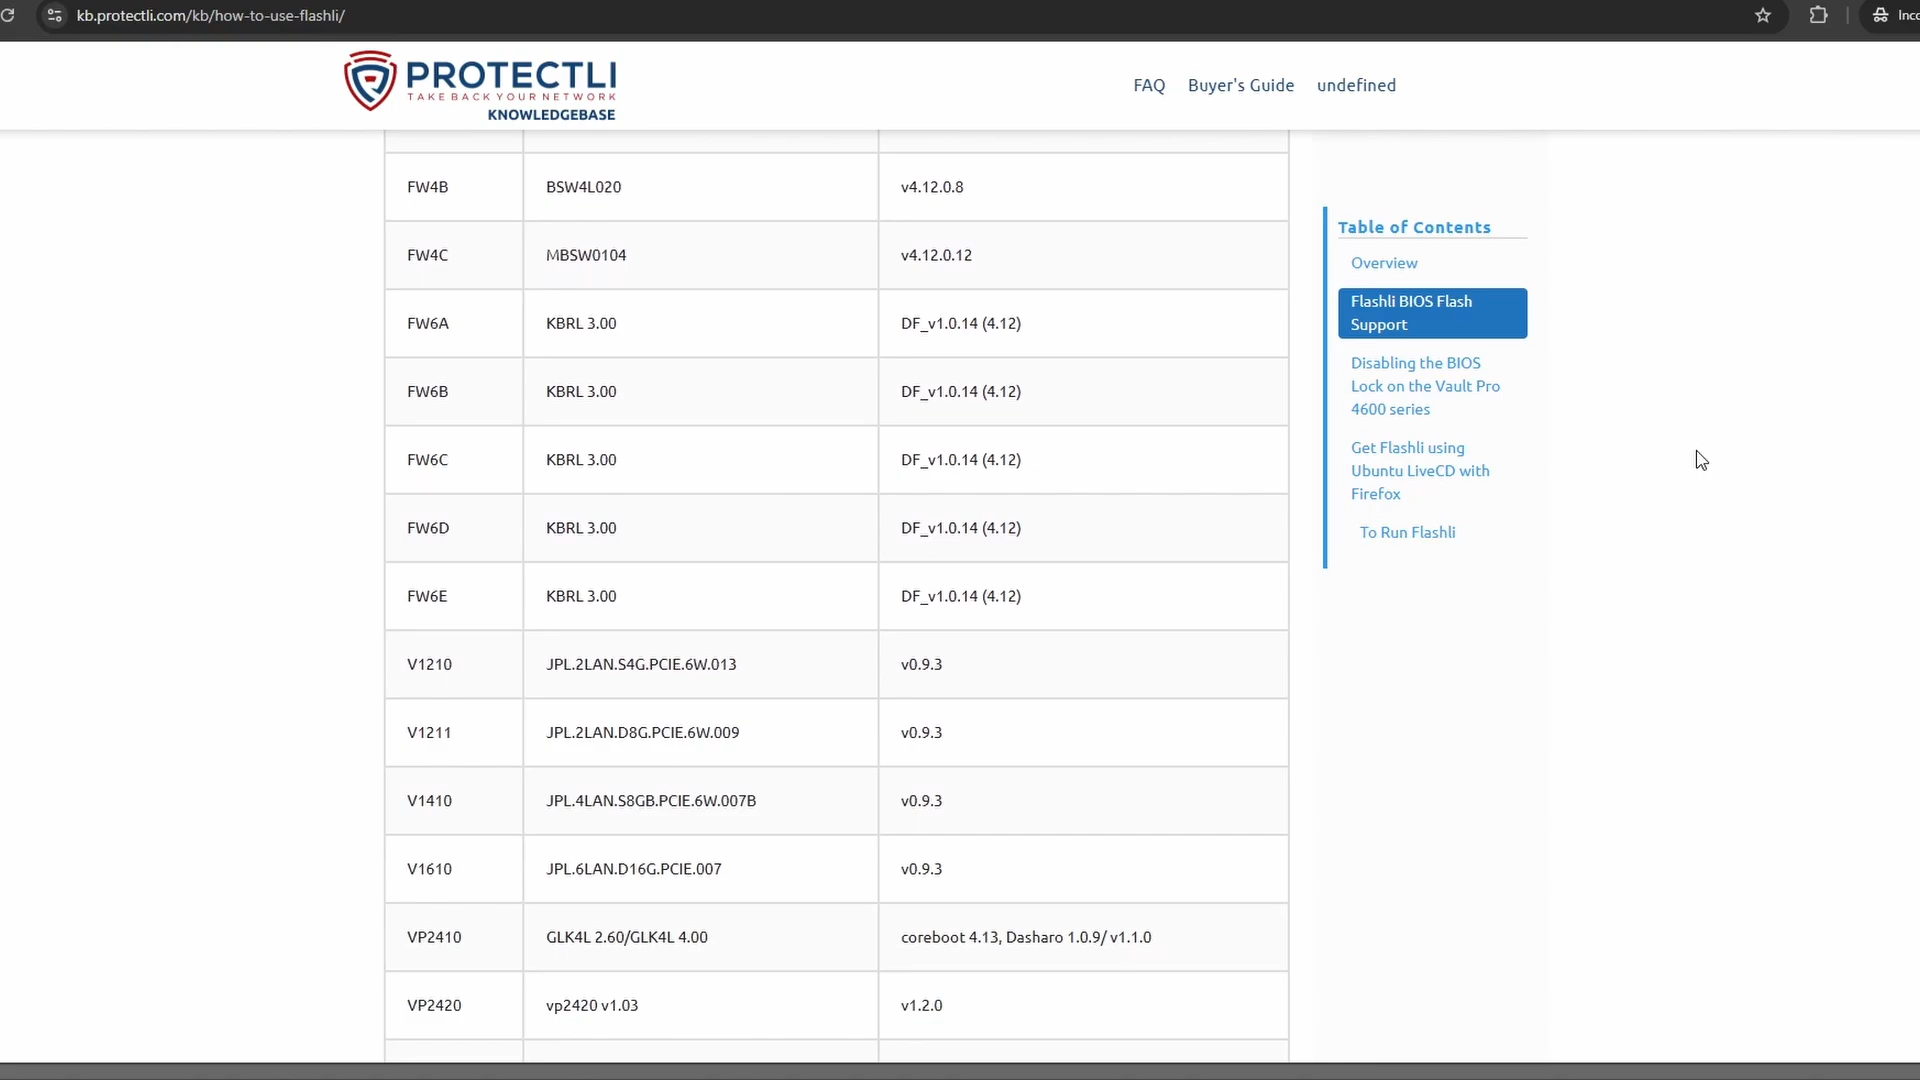 kb.protectli.com/kb/how-to-use-flashli/
Inco
PROTECTLI
TAKE BACK YOUR NETWORK
KNOWLEDGEBASE
FAQ Buyer's Guide undefined
FW4B BSW4L020 v4.12.0.8
FW4C MBSW0104 v4.12.0.12
FW6A KBRL 3.00 DF_v1.0.14 (4.12)
FW6B KBRL 3.00 DF_v1.0.14 (4.12)
FW6C KBRL 3.00 DF_v1.0.14 (4.12)
FW6D KBRL 3.00 DF_v1.0.14 (4.12)
FW6E KBRL 3.00 DF_v1.0.14 (4.12)
V1210 JPL.2LAN.S4G.PCIE.6W.013 v0.9.3
V1211 JPL.2LAN.D8G.PCIE.6W.009 v0.9.3
V1410 JPL.4LAN.S8GB.PCIE.6W.007B v0.9.3
V1610 JPL.6LAN.D16G.PCIE.007 v0.9.3
VP2410 GLK4L 2.60/GLK4L 4.00 coreboot 4.13, Dasharo 1.0.9/ v1.1.0
VP2420 vp2420 v1.03 v1.2.0
Table of Contents
Overview
Flashli BIOS Flash
Support
Disabling the BIOS
Lock on the Vault Pro
4600 series
Get Flashli using
Ubuntu LiveCD with
Firefox
To Run Flashli